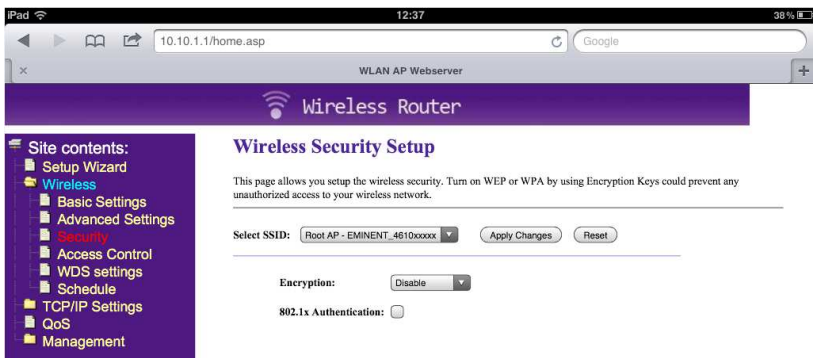 iPad 12:37 38%
10.10.1.1/home.asp Google
WLAN AP Webserver
Wireless Router
Site contents:
Setup Wizard
Wireless
Basic Settings
Advanced Settings
Security
Access Control
WDS settings
Schedule
TCP/IP Settings
QoS
Management
Wireless Security Setup
This page allows you setup the wireless security. Turn on WEP or WPA by using Encryption Keys could prevent any
unauthorized access to your wireless network.
Select SSID: Root AP - EMINENT_4610xxxxx Apply Changes Reset
Encryption: Disable
802.1x Authentication: